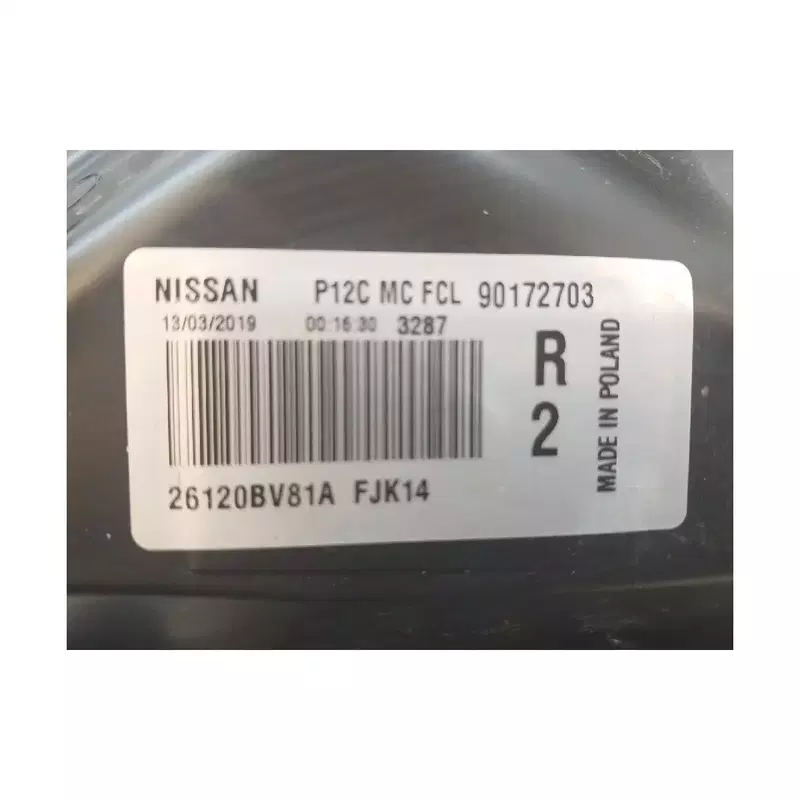 NISSAN P12C MC FCL 90172703
13/03/2019 00:16:30 3287
R
2
MADE IN POLAND
26120BV81A FJK14